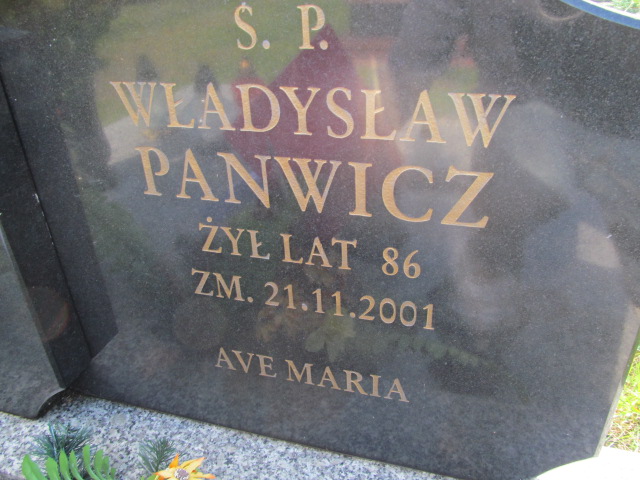 Ś. P.
WŁADYSŁAW
PANWICZ
ŻYŁ LAT 86
ZM. 21.11.2001
AVE MARIA